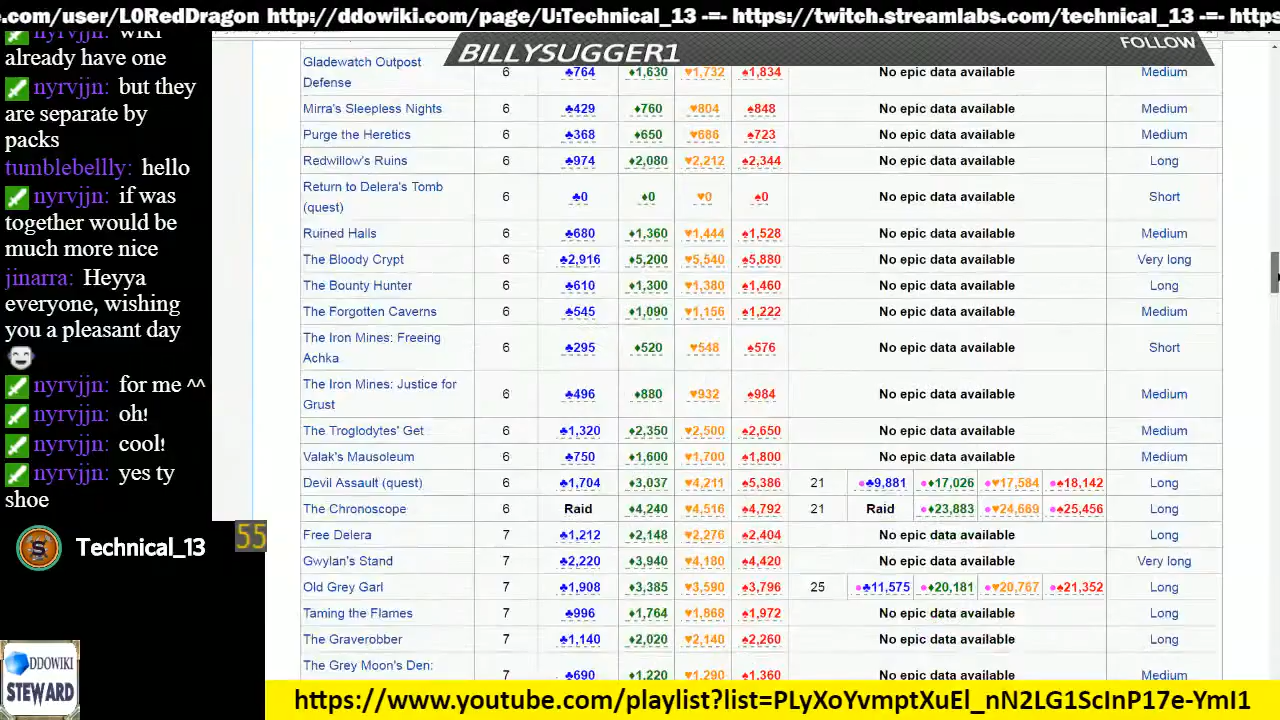 e.com/user/L0RedDragon http://ddowiki.com/page/U:Technical_13 -=- https://twitch.streamlabs.com/technical_13 -=- https
BILLYSUGGER1 FOLLOW
nyrvjjn: wiki
already have one
nyrvjjn: but they
are separate by
packs
tumblebellly: hello
nyrvjjn: if was
together would be
much more nice
jinarra: Heyya
everyone, wishing
you a pleasant day
nyrvjjn: for me ^^
nyrvjjn: oh!
nyrvjjn: cool!
nyrvjjn: yes ty
shoe
Technical_13 55
DDOWIKI
STEWARD
Gladewatch Outpost
Defense 6 ♣764 ♦1,630 ♥1,732 ♠1,834 No epic data available Medium
Mirra's Sleepless Nights 6 ♣429 ♦760 ♥804 ♠848 No epic data available Medium
Purge the Heretics 6 ♣368 ♦650 ♥686 ♠723 No epic data available Medium
Redwillow's Ruins 6 ♣974 ♦2,080 ♥2,212 ♠2,344 No epic data available Long
Return to Delera's Tomb
(quest) 6 ♣0 ♦0 ♥0 ♠0 No epic data available Short
Ruined Halls 6 ♣680 ♦1,360 ♥1,444 ♠1,528 No epic data available Medium
The Bloody Crypt 6 ♣2,916 ♦5,200 ♥5,540 ♠5,880 No epic data available Very long
The Bounty Hunter 6 ♣610 ♦1,300 ♥1,380 ♠1,460 No epic data available Long
The Forgotten Caverns 6 ♣545 ♦1,090 ♥1,156 ♠1,222 No epic data available Medium
The Iron Mines: Freeing
Achka 6 ♣295 ♦520 ♥548 ♠576 No epic data available Short
The Iron Mines: Justice for
Grust 6 ♣496 ♦880 ♥932 ♠984 No epic data available Medium
The Troglodytes' Get 6 ♣1,320 ♦2,350 ♥2,500 ♠2,650 No epic data available Medium
Valak's Mausoleum 6 ♣750 ♦1,600 ♥1,700 ♠1,800 No epic data available Medium
Devil Assault (quest) 6 ♣1,704 ♦3,037 ♥4,211 ♠5,386 21 •♣9,881 •♦17,026 •♥17,584 •♠18,142 Long
The Chronoscope 6 Raid ♦4,240 ♥4,516 ♠4,792 21 Raid •♦23,883 •♥24,669 •♠25,456 Long
Free Delera 7 ♣1,212 ♦2,148 ♥2,276 ♠2,404 No epic data available Long
Gwylan's Stand 7 ♣2,220 ♦3,940 ♥4,180 ♠4,420 No epic data available Very long
Old Grey Garl 7 ♣1,908 ♦3,385 ♥3,590 ♠3,796 25 •♣11,575 •♦20,181 •♥20,767 •♠21,352 Long
Taming the Flames 7 ♣996 ♦1,764 ♥1,868 ♠1,972 No epic data available Long
The Graverobber 7 ♣1,140 ♦2,020 ♥2,140 ♠2,260 No epic data available Long
The Grey Moon's Den: 7 ♣690 ♦1,220 ♥1,290 ♠1,360 No epic data available Medium
https://www.youtube.com/playlist?list=PLyXoYvmptXuEl_nN2LG1ScInP17e-YmI1